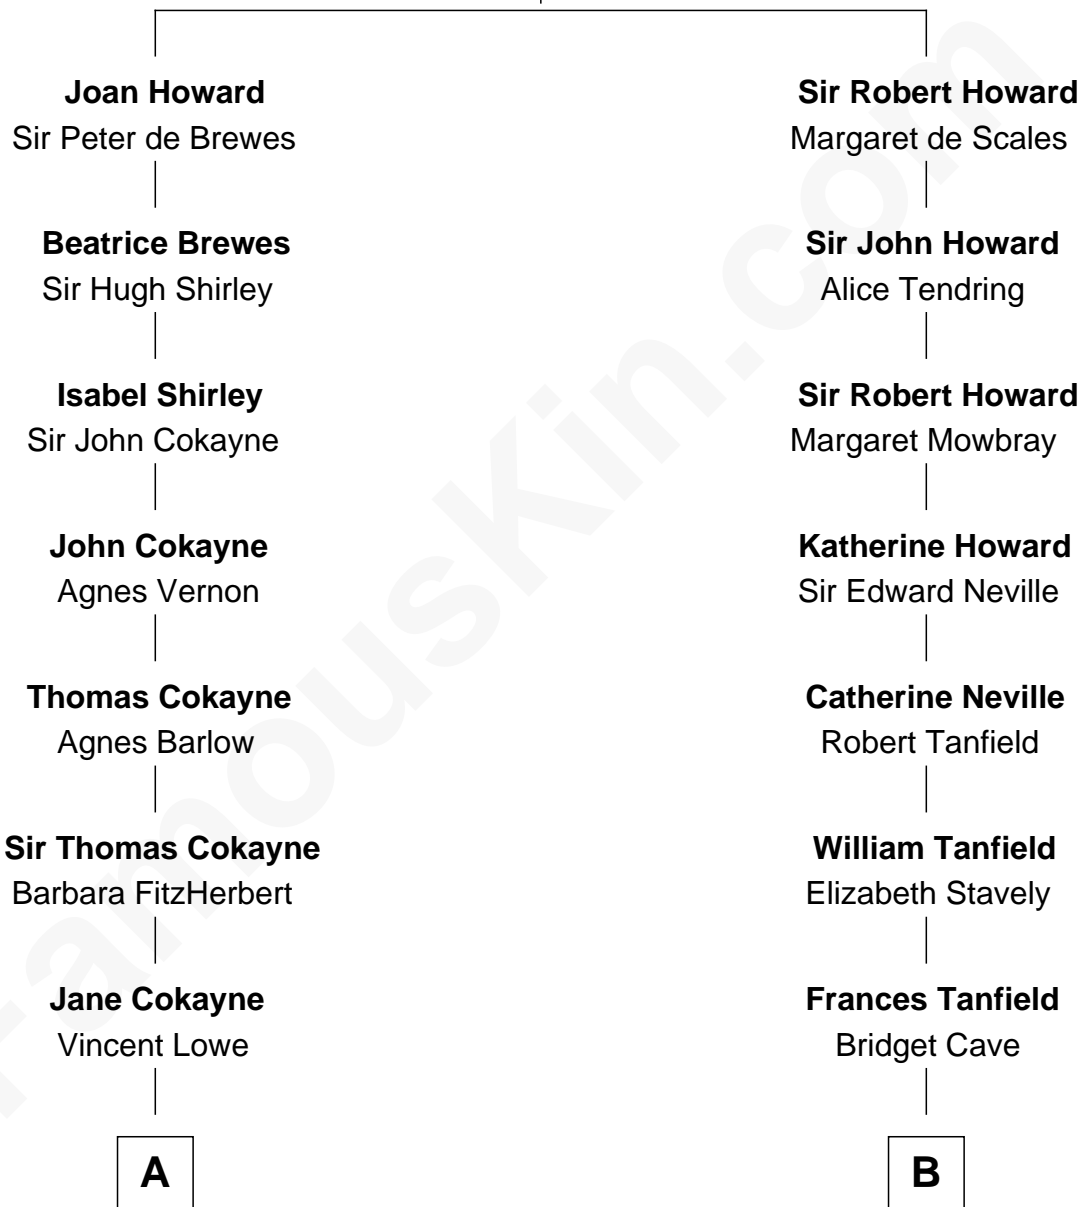 Joan Howard
Sir Peter de Brewes
Sir Robert Howard
Margaret de Scales
Beatrice Brewes
Sir Hugh Shirley
Sir John Howard
Alice Tendring
Isabel Shirley
Sir John Cokayne
Sir Robert Howard
Margaret Mowbray
John Cokayne
Agnes Vernon
Katherine Howard
Sir Edward Neville
Thomas Cokayne
Agnes Barlow
Catherine Neville
Robert Tanfield
Sir Thomas Cokayne
Barbara FitzHerbert
William Tanfield
Elizabeth Stavely
Jane Cokayne
Vincent Lowe
Frances Tanfield
Bridget Cave
A
B
FamousKin.com